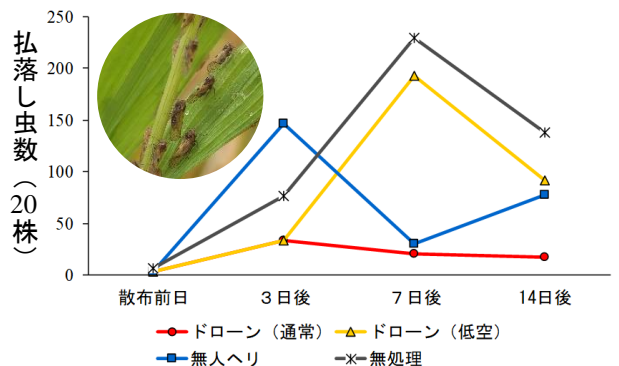 払落し虫数（20株）
250
200
150
100
50
0
散布前日 ３日後 ７日後 14日後
ドローン（通常） ドローン（低空）
無人ヘリ 無処理